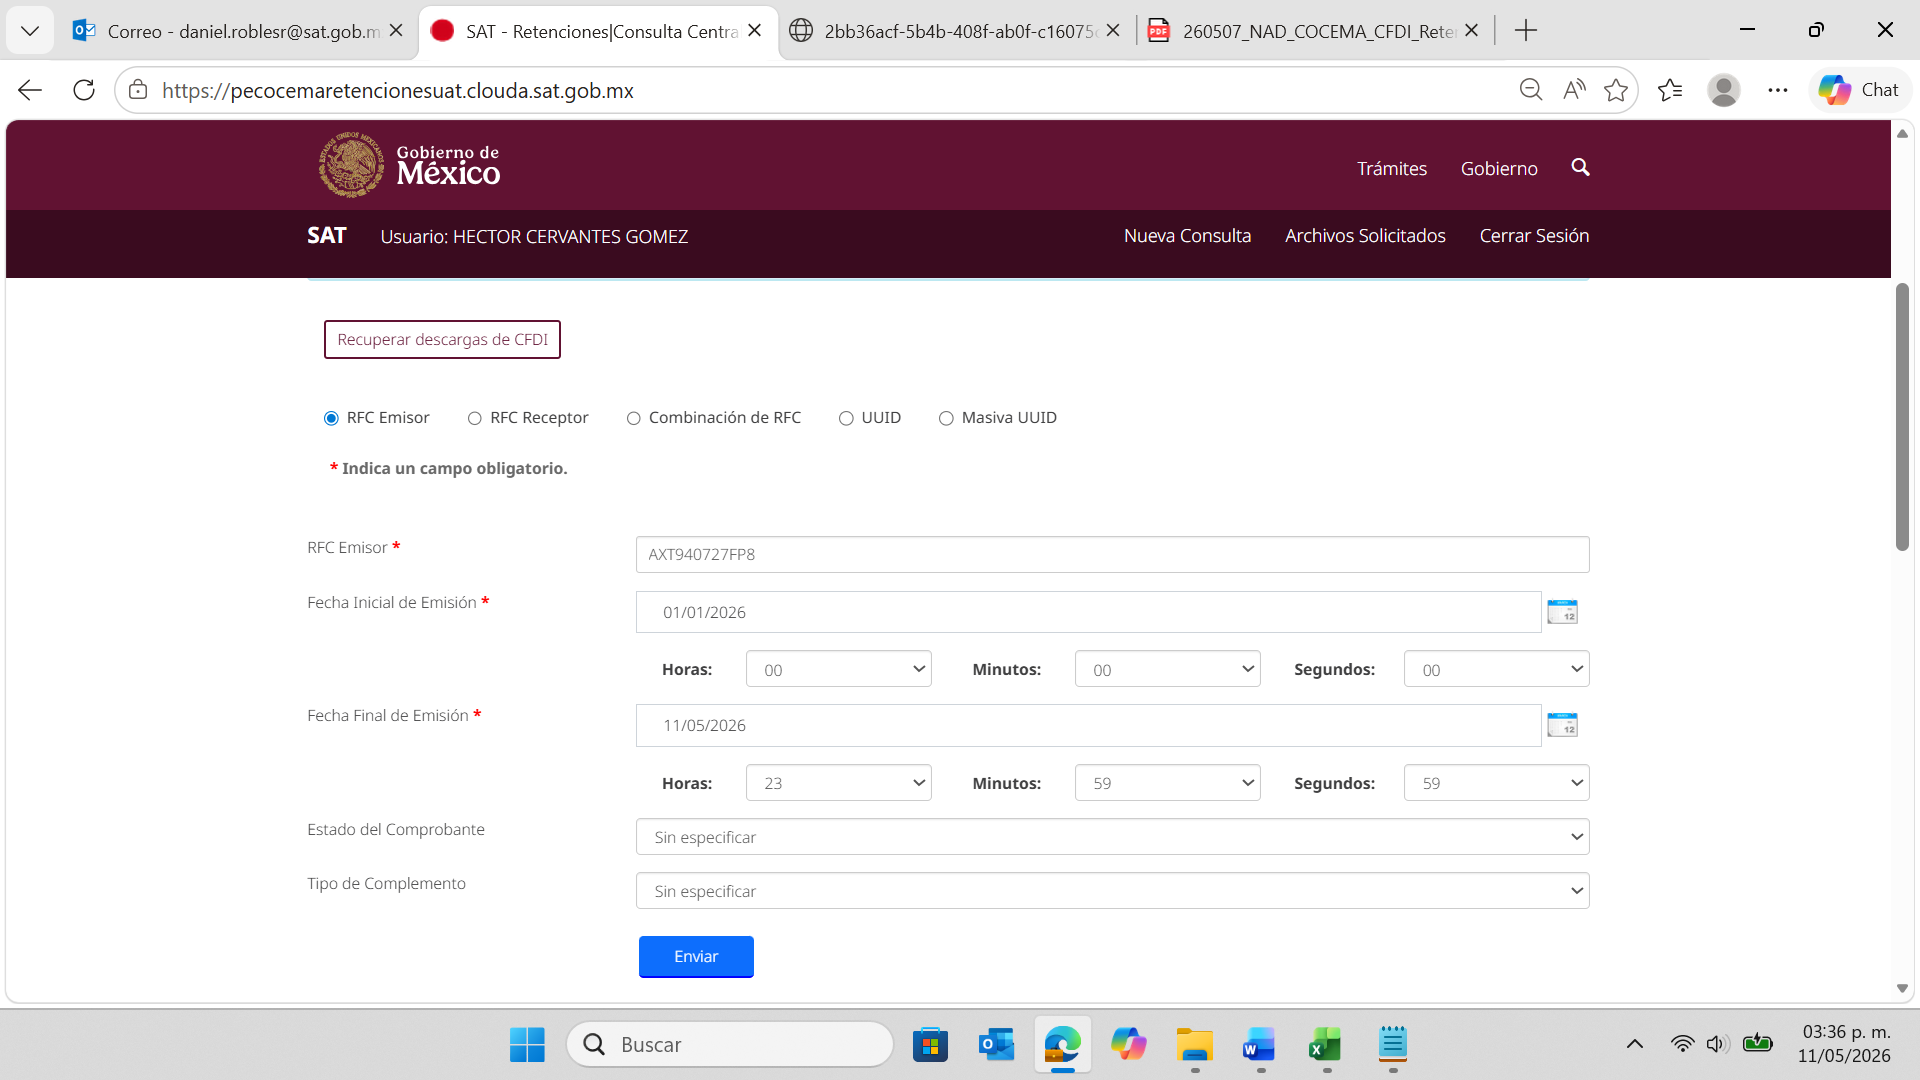 Correo - daniel.roblesr@sat.gob.m
SAT - Retenciones|Consulta Centra
2bb36acf-5b4b-408f-ab0f-c16075
260507_NAD_COCEMA_CFDI_Rete
https://pecocemaretencionesuat.clouda.sat.gob.mx
Chat
Gobierno de
México
Trámites
Gobierno
SAT
Usuario: HECTOR CERVANTES GOMEZ
Nueva Consulta
Archivos Solicitados
Cerrar Sesión
Recuperar descargas de CFDI
RFC Emisor
RFC Receptor
Combinación de RFC
UUID
Masiva UUID
* Indica un campo obligatorio.
RFC Emisor *
AXT940727FP8
Fecha Inicial de Emisión *
01/01/2026
Horas:
00
Minutos:
00
Segundos:
00
Fecha Final de Emisión *
11/05/2026
Horas:
23
Minutos:
59
Segundos:
59
Estado del Comprobante
Sin especificar
Tipo de Complemento
Sin especificar
Enviar
Buscar
03:36 p. m.
11/05/2026